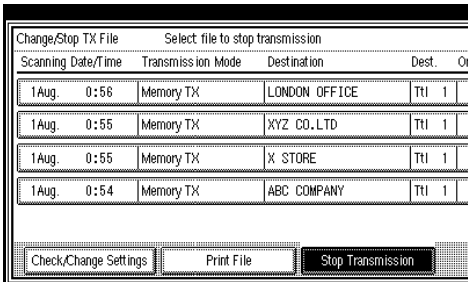 Change/Stop TX File Select file to stop transmission
Scanning Date/Time Transmission Mode Destination Dest.
1Aug. 0:56 Memory TX LONDON OFFICE Ttl 1
1Aug. 0:55 Memory TX XYZ CO.LTD Ttl 1
1Aug. 0:55 Memory TX X STORE Ttl 1
1Aug. 0:54 Memory TX ABC COMPANY Ttl 1
Check/Change Settings Print File Stop Transmission